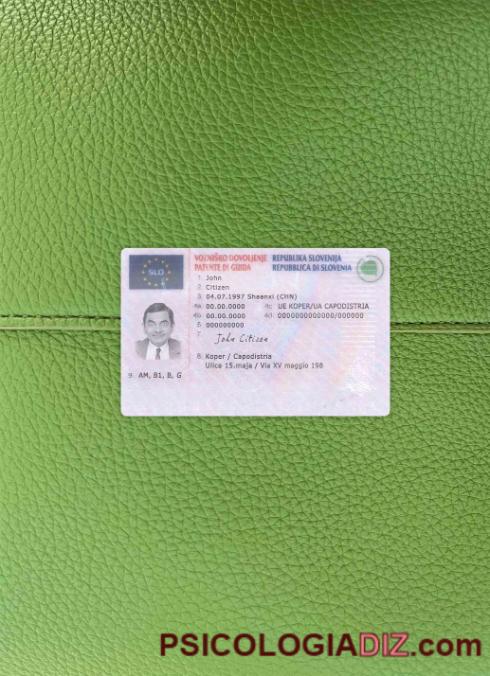 SLO
VOZNIŠKO DOVOLJENJE REPUBLIKA SLOVENIJA
PATENTE DI GUIDA REPUBBLICA DI SLOVENIA
1. John
2. Citizen
3. 04.07.1997 Shaanxi (CHN)
4a. 00.00.0000 4c. UE KOPER/UA CAPODISTRIA
4b. 00.00.0000 4d. 0000000000000/000000
5. 000000000
7. John Citizen
8. Koper / Capodistria
Ulica 15.maja / Via XV maggio 19B
9. AM, B1, B, G
PSICOLOGIADIZ.com